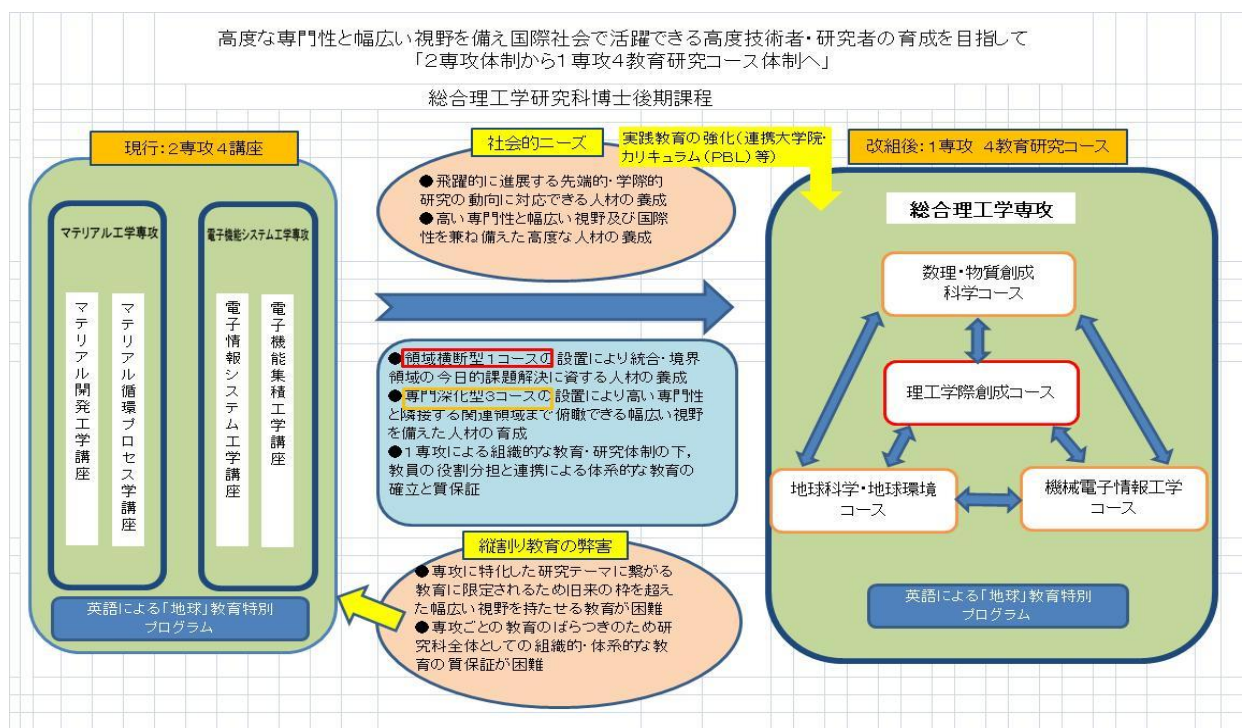 高度な専門性と幅広い視野を備え国際社会で活躍できる高度技術者・研究者の育成を目指して
「2専攻体制から1専攻4教育研究コース体制へ」
総合理工学研究科博士後期課程
現行:2専攻4講座
マテリアル工学専攻
電子機能システム工学専攻
マテリアル開発工学講座
マテリアル循環プロセス学講座
電子情報システム工学講座
電子機能集積工学講座
英語による「地球」教育特別
プログラム
社会的ニーズ
●飛躍的に進展する先端的・学際的
研究の動向に対応できる人材の養成
●高い専門性と幅広い視野及び国際
性を兼ね備えた高度な人材の養成
実践教育の強化(連携大学院・
カリキュラム(PBL)等)
●領域横断型1コースの設置により統合・境界
領域の今日的課題解決に資する人材の養成
●専門深化型3コースの設置により高い専門性
と隣接する関連領域まで俯瞰できる幅広い視野
を備えた人材の育成
●1専攻による組織的な教育・研究体制の下,
教員の役割分担と連携による体系的な教育の
確立と質保証
縦割り教育の弊害
●専攻に特化した研究テーマに繋がる
教育に限定されるため旧来の枠を超え
た幅広い視野を持たせる教育が困難
●専攻ごとの教育のばらつきのため研
究科全体としての組織的・体系的な教
育の質保証が困難
改組後:1専攻 4教育研究コース
総合理工学専攻
数理・物質創成
科学コース
理工学際創成コース
地球科学・地球環境
コース
機械電子情報工学
コース
英語による「地球」教育特別
プログラム